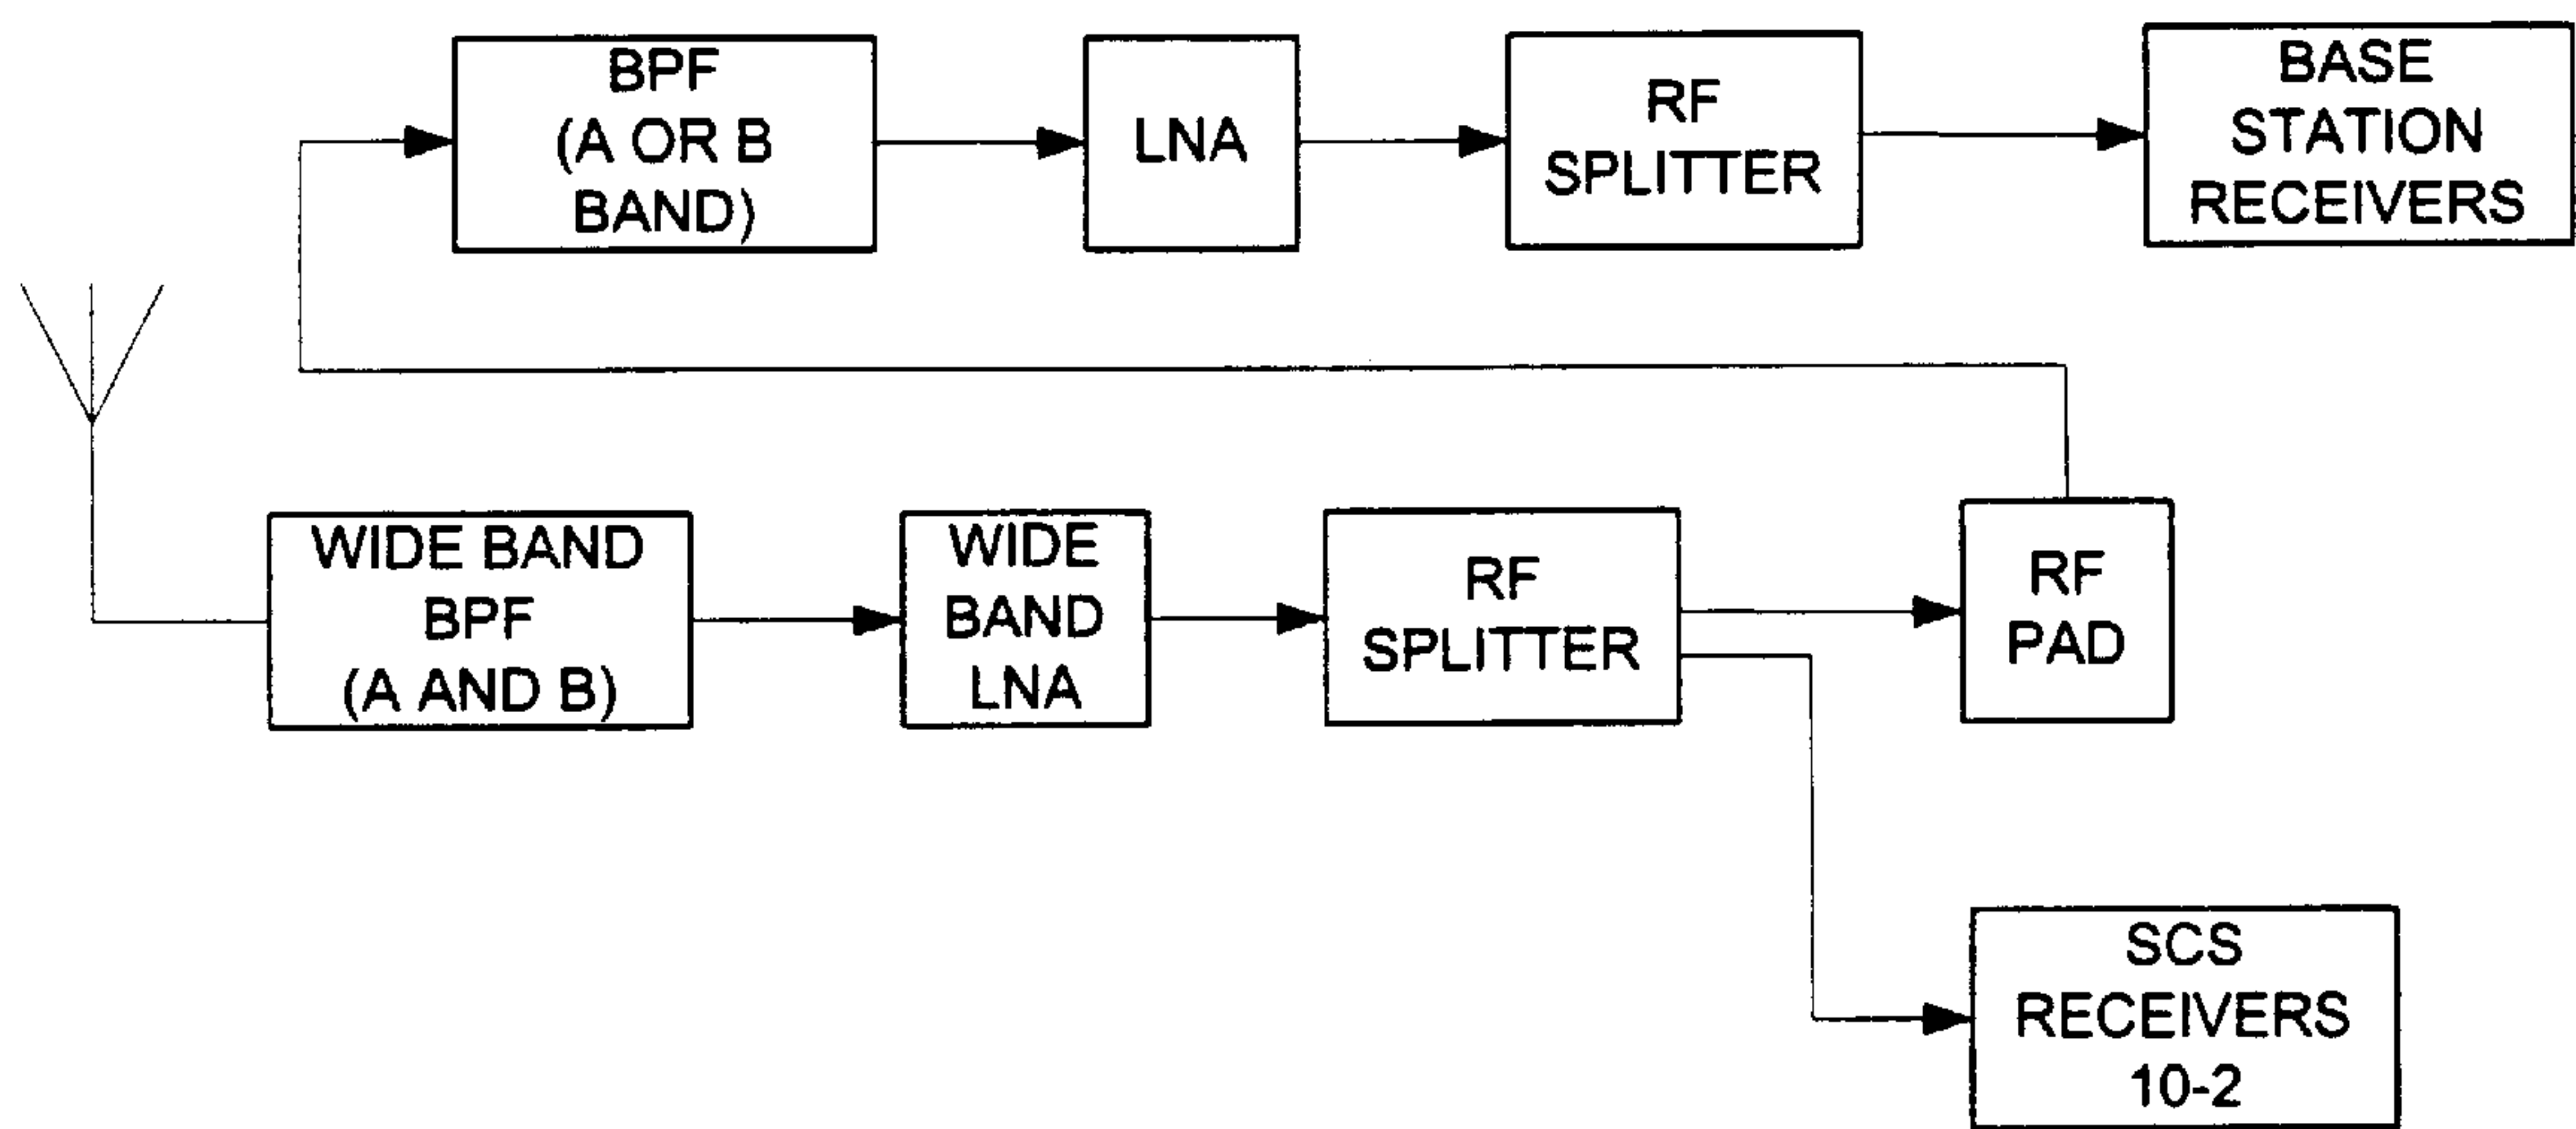 BPF
(A OR B
BAND)
LNA
RF
SPLITTER
BASE
STATION
RECEIVERS
WIDE BAND
BPF
(A AND B)
WIDE
BAND
LNA
RF
SPLITTER
RF
PAD
SCS
RECEIVERS
10-2